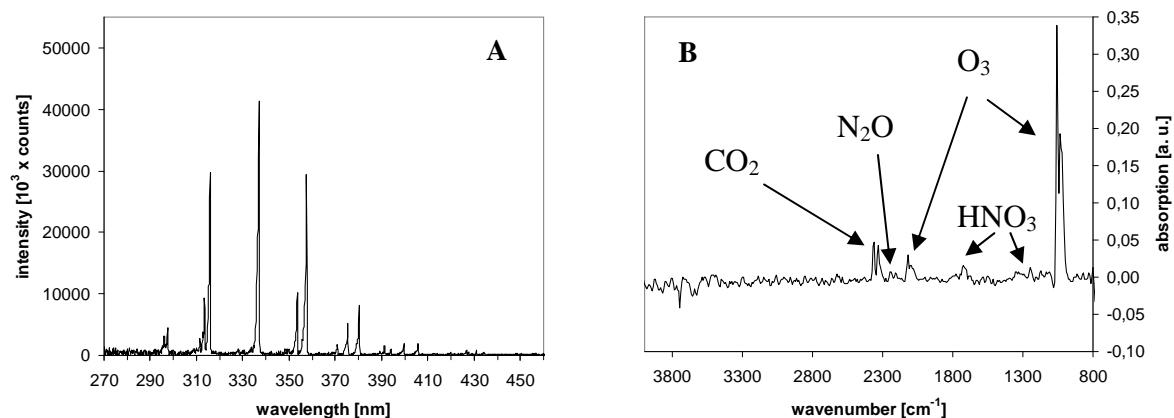 A
intensity [10³ x counts]
50000
40000
30000
20000
10000
0
270 290 310 330 350 370 390 410 430 450
wavelength [nm]
B
O₃
N₂O
CO₂
HNO₃
0,35
0,30
0,25
0,20
0,15
0,10
0,05
0,00
-0,05
-0,10
absorption [a. u.]
3800 3300 2800 2300 1800 1300 800
wavenumber [cm⁻¹]